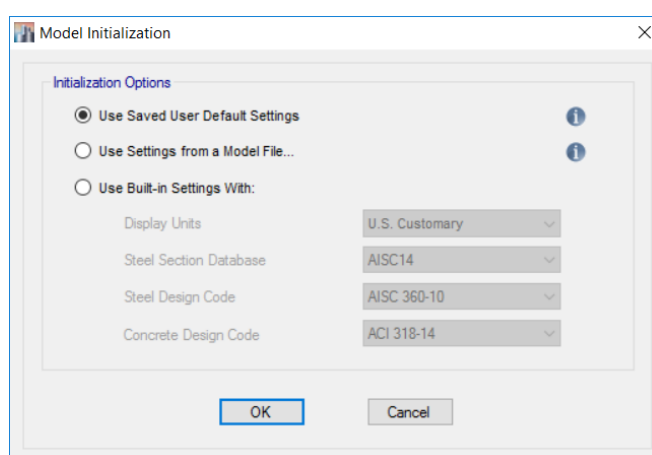 Model Initialization
Initialization Options
Use Saved User Default Settings
Use Settings from a Model File...
Use Built-in Settings With:
Display Units U.S. Customary
Steel Section Database AISC14
Steel Design Code AISC 360-10
Concrete Design Code ACI 318-14
OK Cancel